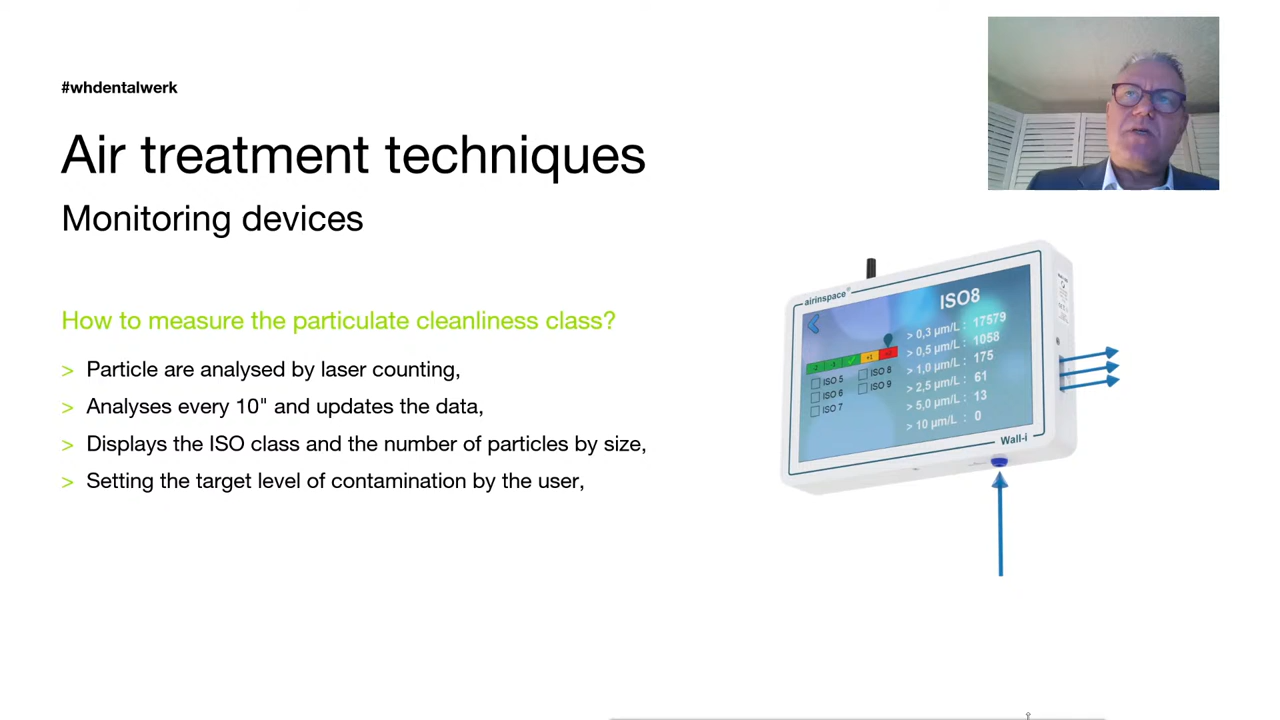 #whdentalwerk
Air treatment techniques
Monitoring devices
How to measure the particulate cleanliness class?
> Particle are analysed by laser counting,
> Analyses every 10" and updates the data,
> Displays the ISO class and the number of particles by size,
> Setting the target level of contamination by the user,
airinspace®
ISO8
> 0,3 µm/L : 17579
> 0,5 µm/L : 1058
> 1,0 µm/L : 175
> 2,5 µm/L : 61
> 5,0 µm/L : 13
> 10 µm/L : 0
-2 -1 ✓ +1 +2
ISO 5 ISO 8
ISO 6 ISO 9
ISO 7
Wall-i